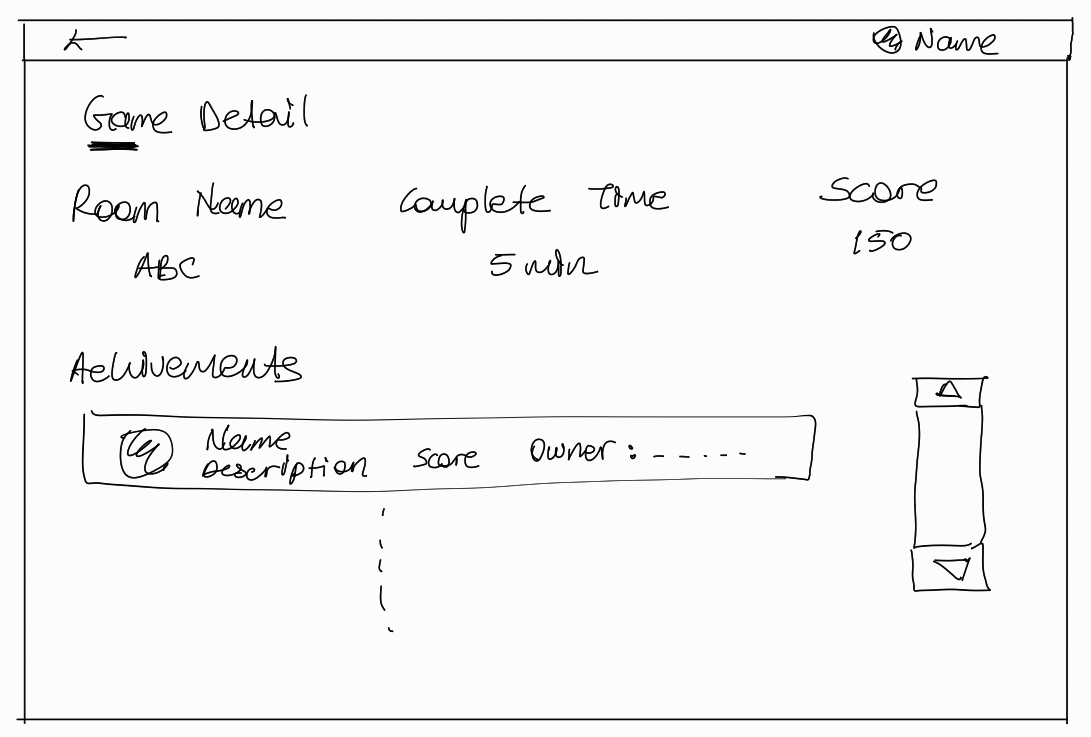 Name
Game Detail
Room Name Complete Time Score
ABC 5 min 150
Achivements
Name
Description Score Owner : - - - - -